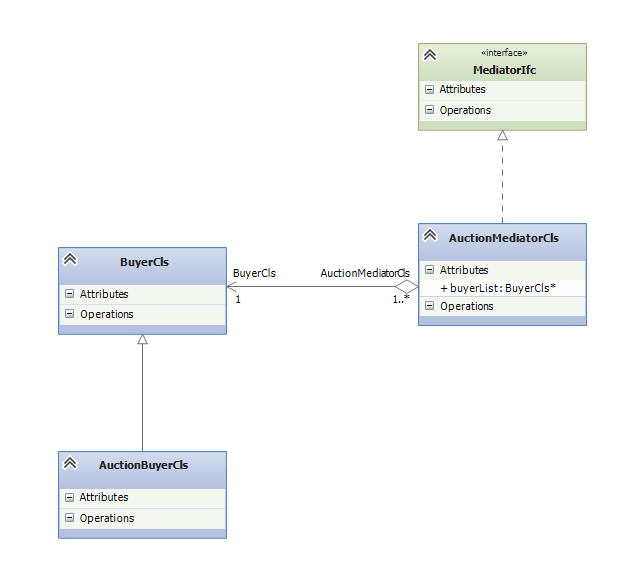 «interface»
MediatorIfc
Attributes
Operations
AuctionMediatorCls
Attributes
+ buyerList: BuyerCls*
Operations
BuyerCls
AuctionMediatorCls
1
1..*
BuyerCls
Attributes
Operations
AuctionBuyerCls
Attributes
Operations